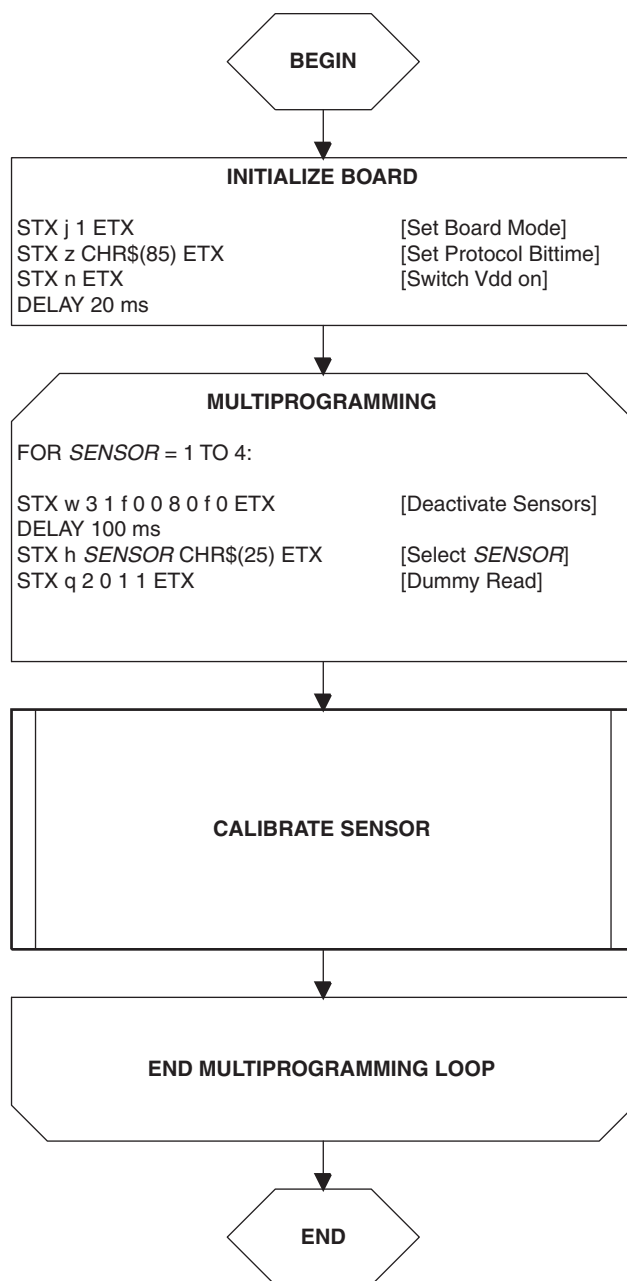 BEGIN
INITIALIZE BOARD
STX j 1 ETX [Set Board Mode]
STX z CHR$(85) ETX [Set Protocol Bittime]
STX n ETX [Switch Vdd on]
DELAY 20 ms
MULTIPROGRAMMING
FOR SENSOR = 1 TO 4:
STX w 3 1 f 0 0 8 0 f 0 ETX [Deactivate Sensors]
DELAY 100 ms
STX h SENSOR CHR$(25) ETX [Select SENSOR]
STX q 2 0 1 1 ETX [Dummy Read]
CALIBRATE SENSOR
END MULTIPROGRAMMING LOOP
END